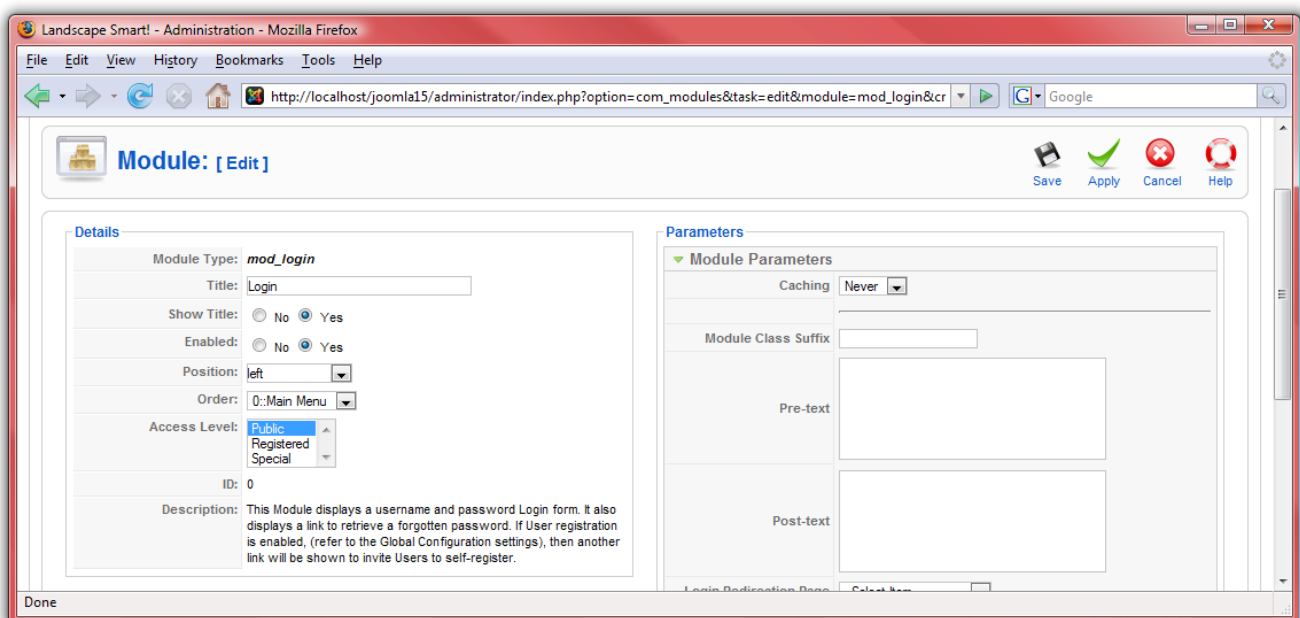 Landscape Smart! - Administration - Mozilla Firefox
File Edit View History Bookmarks Tools Help
http://localhost/joomla15/administrator/index.php?option=com_modules&task=edit&module=mod_login&cr
G Google
Module: [ Edit ]
Save Apply Cancel Help
Details
Module Type: mod_login
Title: Login
Show Title: No Yes
Enabled: No Yes
Position: left
Order: 0::Main Menu
Access Level: Public
Registered
Special
ID: 0
Description: This Module displays a username and password Login form. It also
displays a link to retrieve a forgotten password. If User registration
is enabled, (refer to the Global Configuration settings), then another
link will be shown to invite Users to self-register.
Parameters
Module Parameters
Caching Never
Module Class Suffix
Pre-text
Post-text
Login Redirection Page - Select Item -
Done